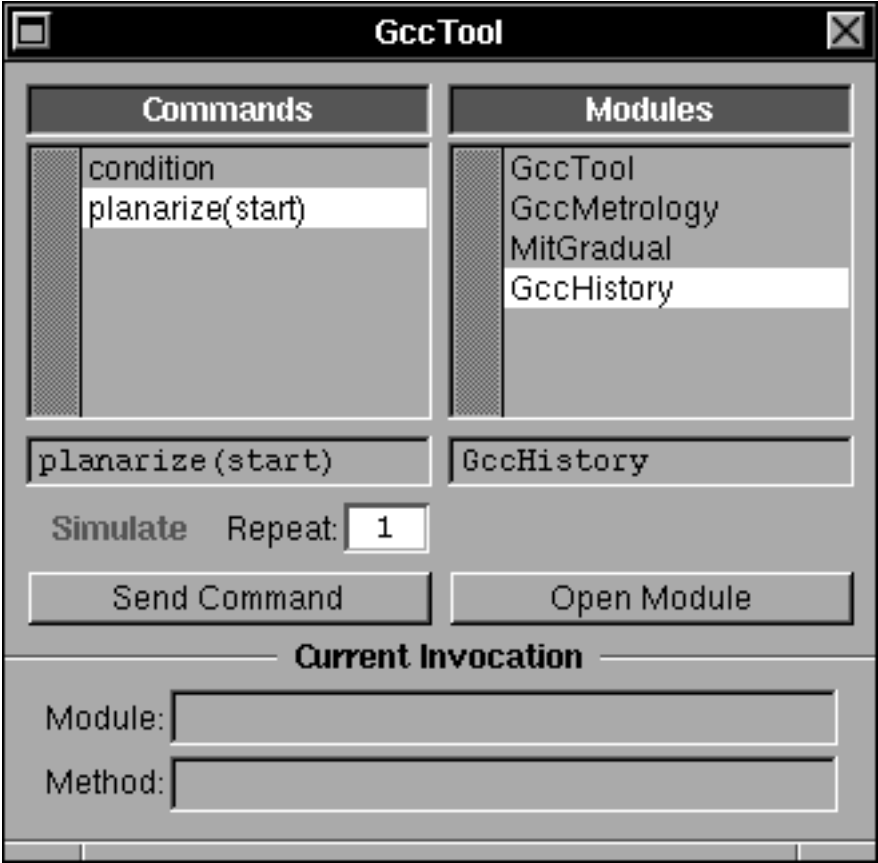 GccTool
Commands
condition
planarize(start)
planarize(start)
Simulate Repeat: 1
Send Command
Modules
GccTool
GccMetrology
MitGradual
GccHistory
GccHistory
Open Module
Current Invocation
Module:
Method: